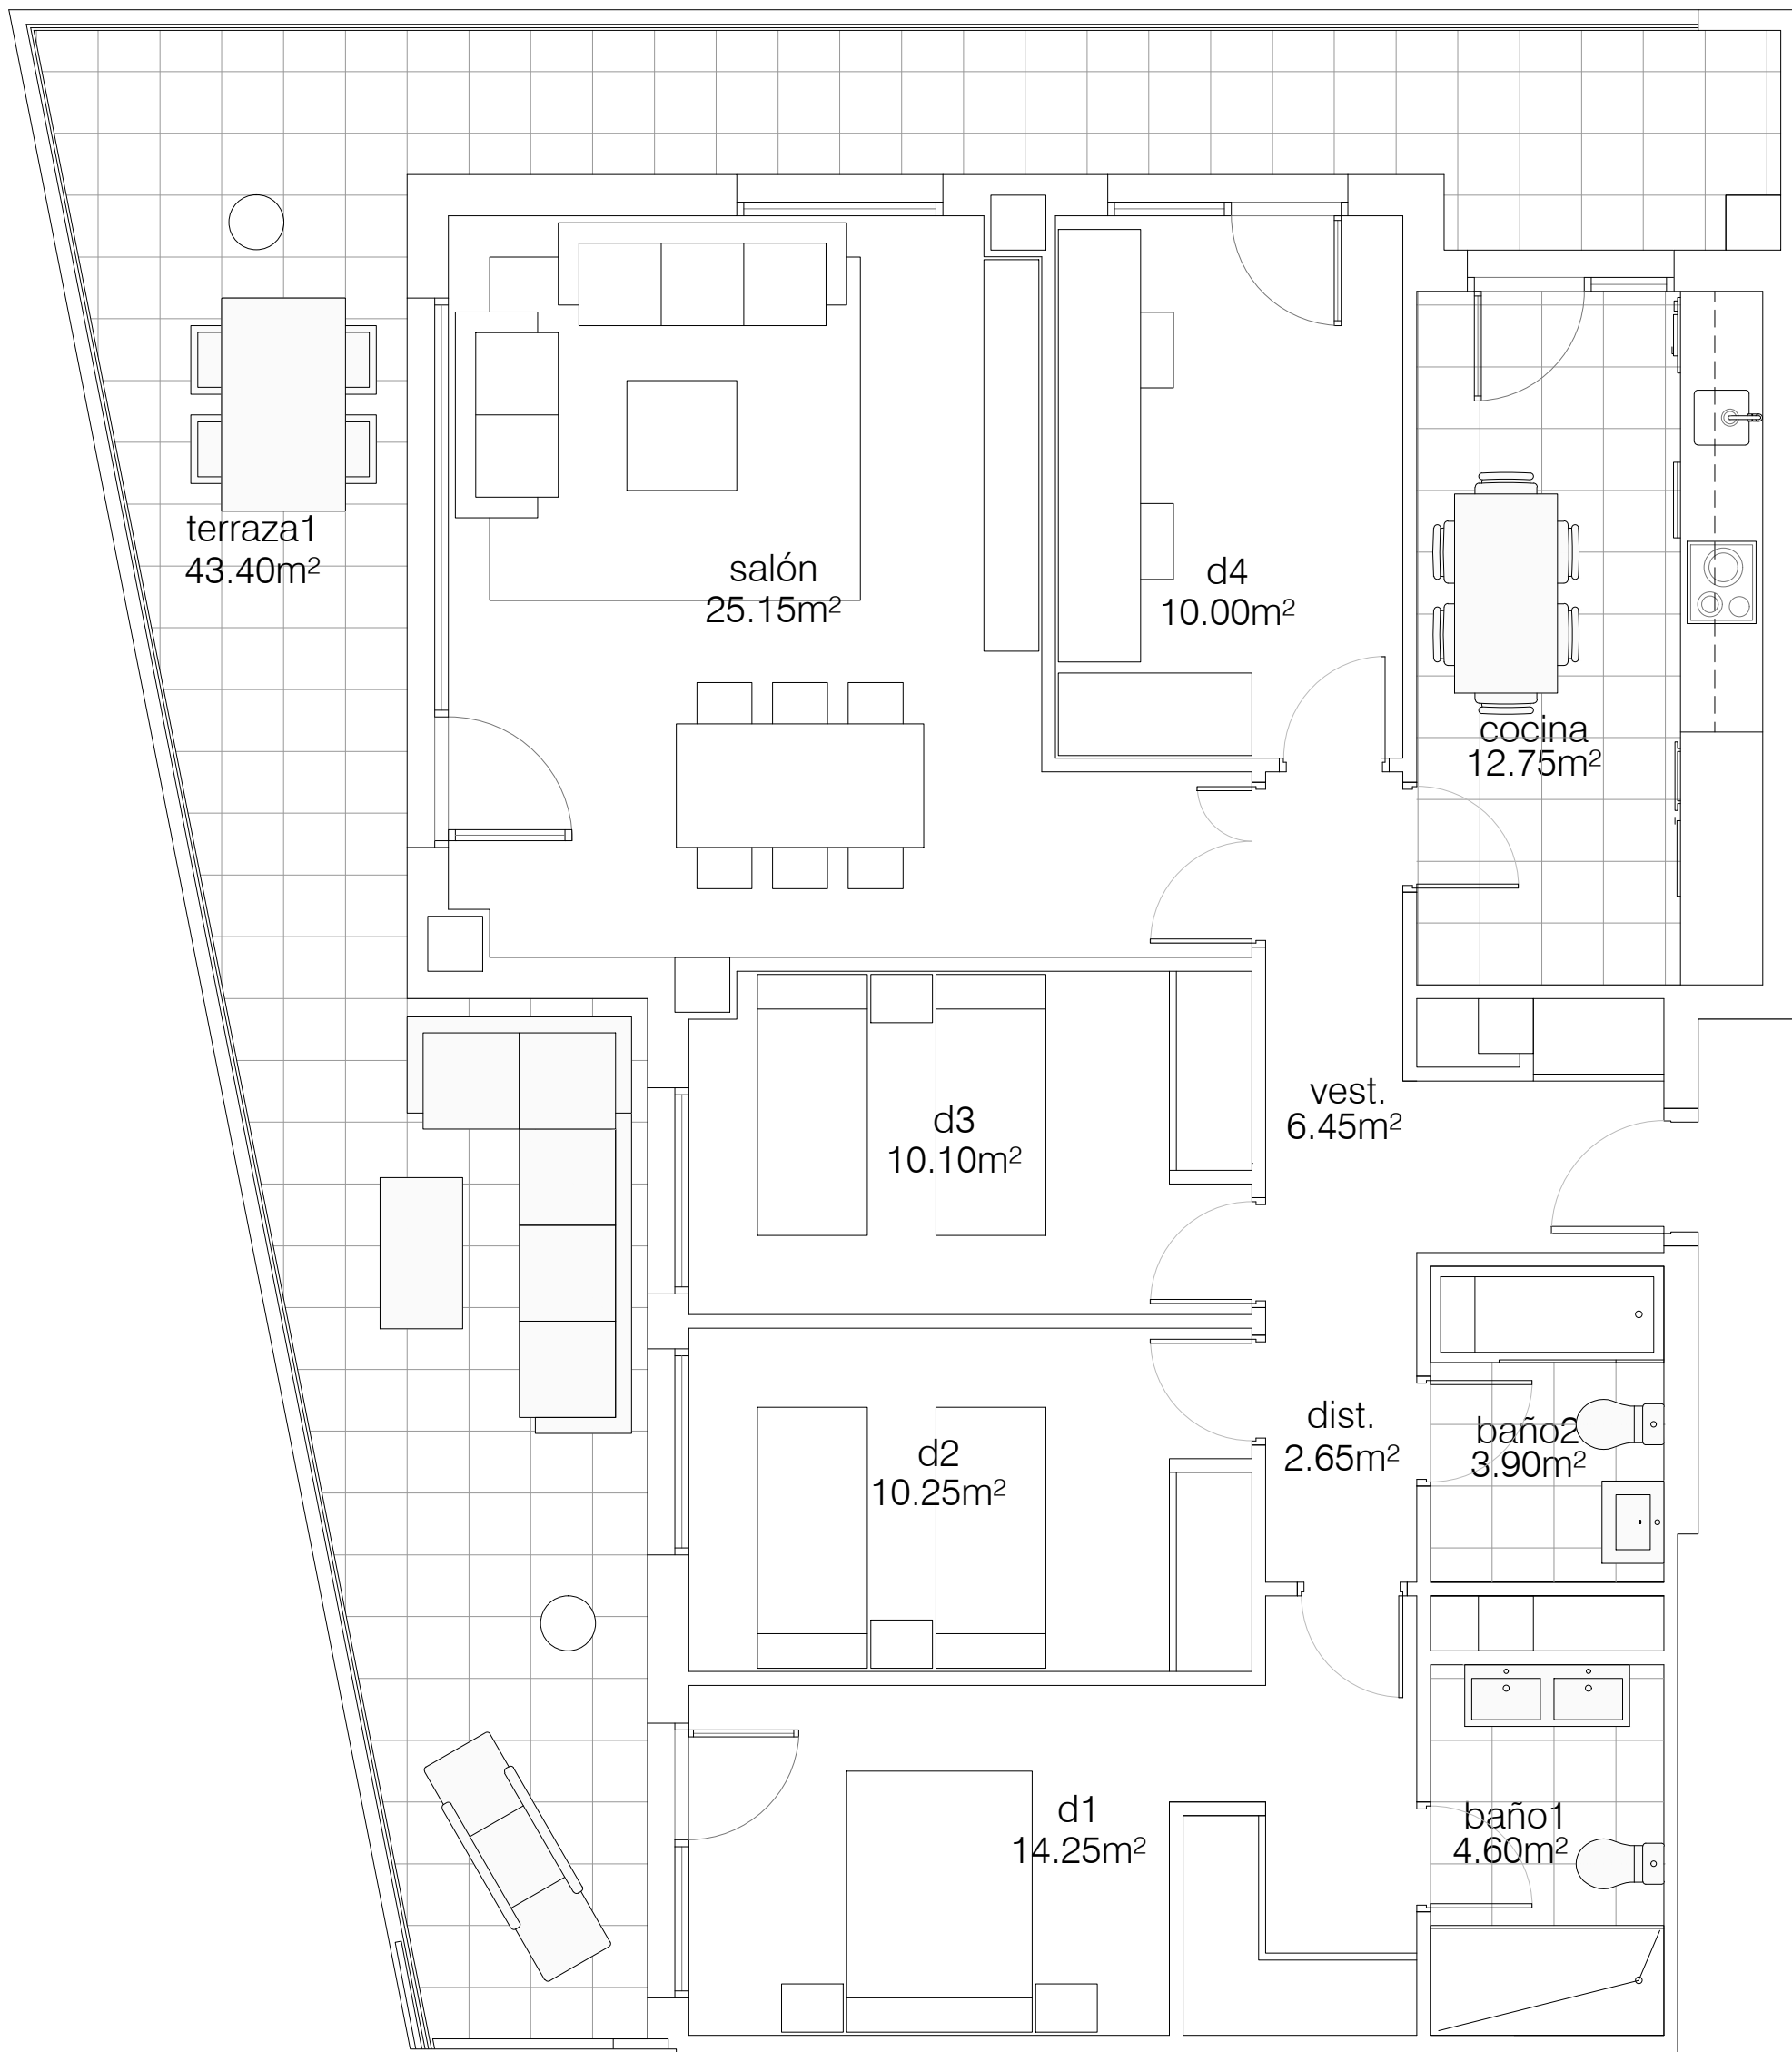 terraza1
43.40m²
salón
25.15m²
d4
10.00m²
cocina
12.75m²
vest.
6.45m²
d3
10.10m²
dist.
2.65m²
baño2
3.90m²
d2
10.25m²
d1
14.25m²
baño1
4.60m²